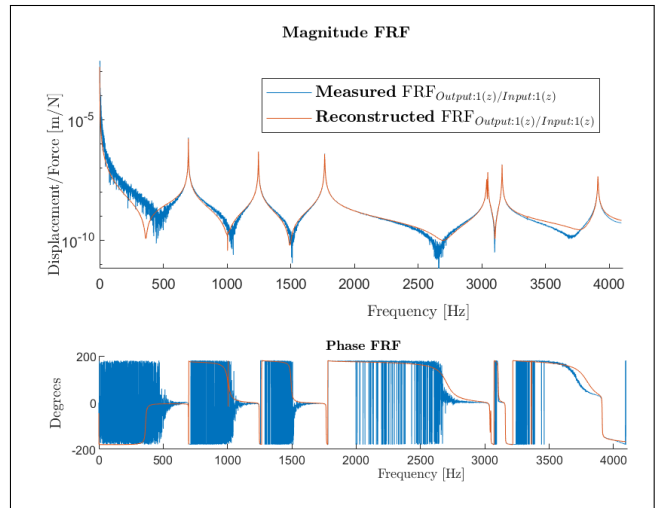 Magnitude FRF
Displacement/Force [m/N]
10-5
10-10
Measured FRFOutput:1(z)/Input:1(z)
Reconstructed FRFOutput:1(z)/Input:1(z)
0 500 1000 1500 2000 2500 3000 3500 4000
Frequency [Hz]
Phase FRF
Degrees
200
0
-200
0 500 1000 1500 2000 2500 3000 3500 4000
Frequency [Hz]